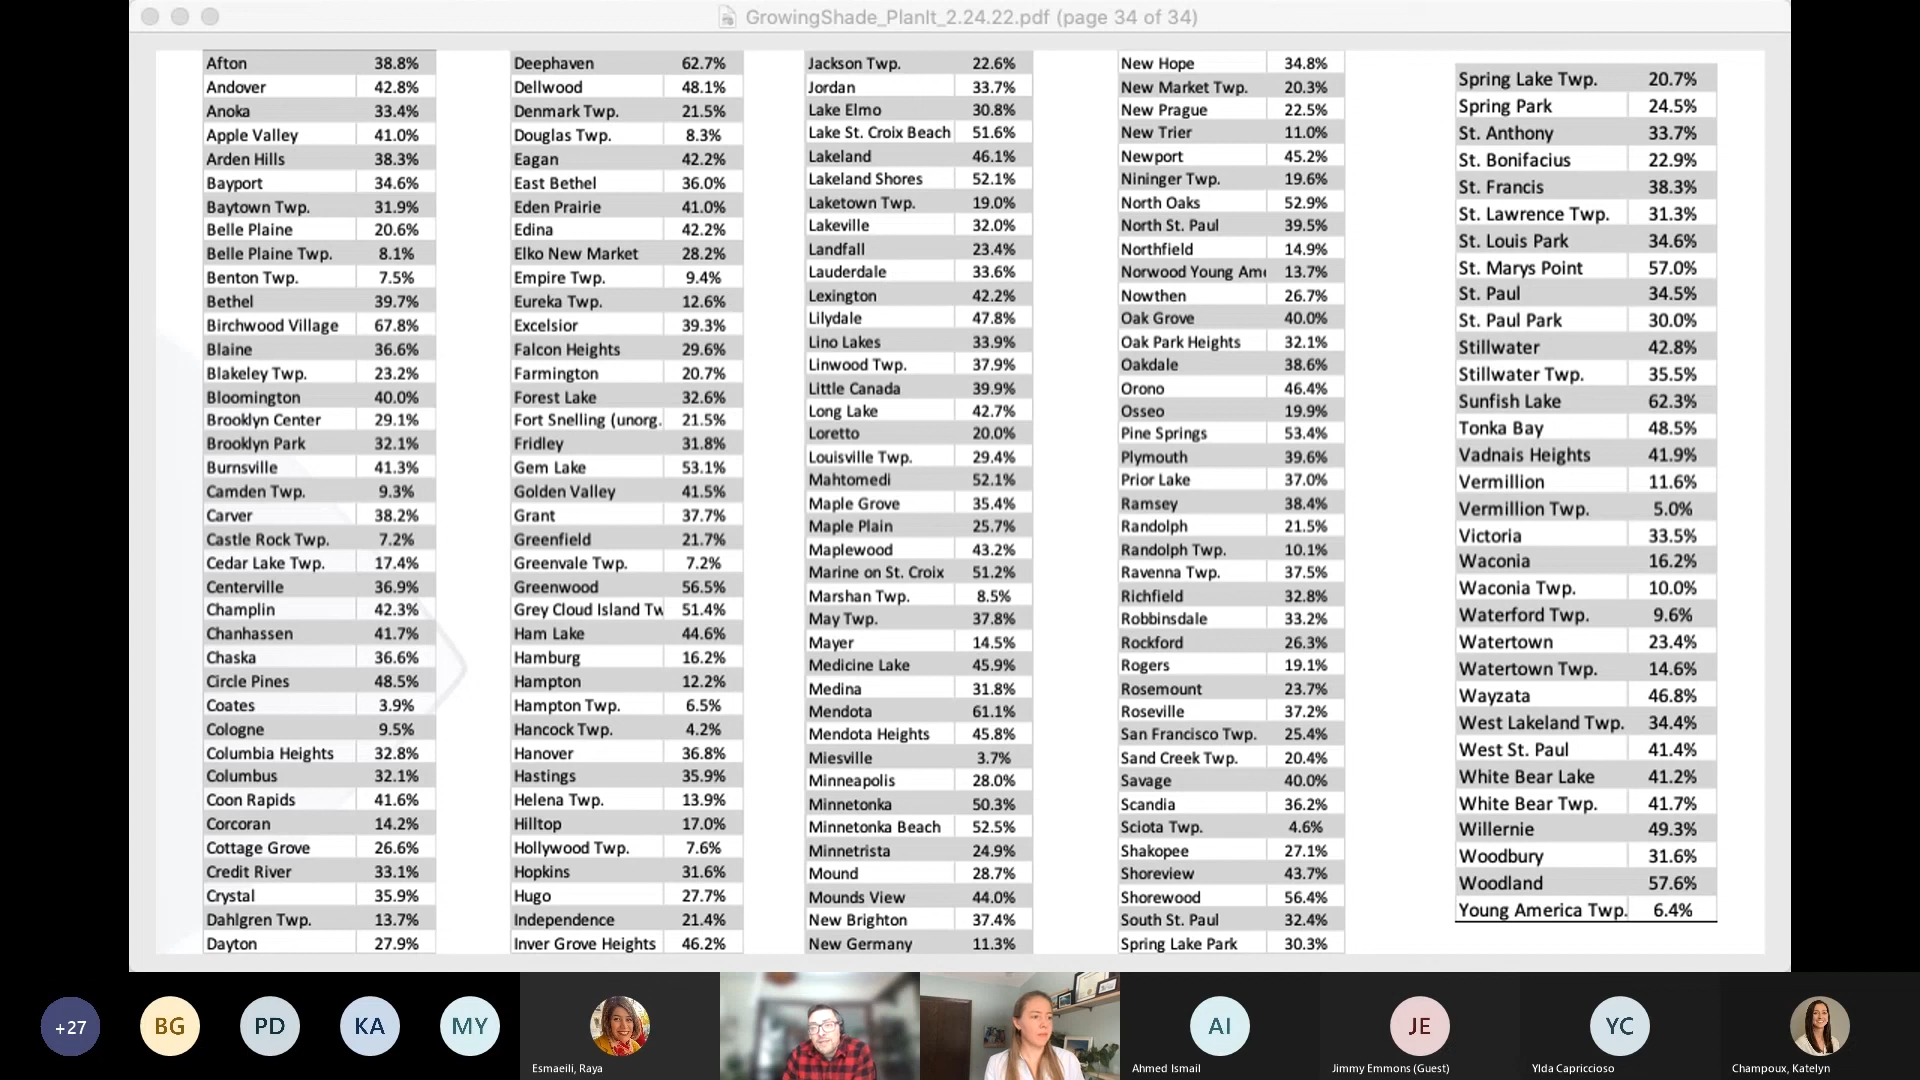 GrowingShade_PlanIt_2.24.22.pdf (page 34 of 34)
Afton 38.8%
Andover 42.8%
Anoka 33.4%
Apple Valley 41.0%
Arden Hills 38.3%
Bayport 34.6%
Baytown Twp. 31.9%
Belle Plaine 20.6%
Belle Plaine Twp. 8.1%
Benton Twp. 7.5%
Bethel 39.7%
Birchwood Village 67.8%
Blaine 36.6%
Blakeley Twp. 23.2%
Bloomington 40.0%
Brooklyn Center 29.1%
Brooklyn Park 32.1%
Burnsville 41.3%
Camden Twp. 9.3%
Carver 38.2%
Castle Rock Twp. 7.2%
Cedar Lake Twp. 17.4%
Centerville 36.9%
Champlin 42.3%
Chanhassen 41.7%
Chaska 36.6%
Circle Pines 48.5%
Coates 3.9%
Cologne 9.5%
Columbia Heights 32.8%
Columbus 32.1%
Coon Rapids 41.6%
Corcoran 14.2%
Cottage Grove 26.6%
Credit River 33.1%
Crystal 35.9%
Dahlgren Twp. 13.7%
Dayton 27.9%
Deephaven 62.7%
Dellwood 48.1%
Denmark Twp. 21.5%
Douglas Twp. 8.3%
Eagan 42.2%
East Bethel 36.0%
Eden Prairie 41.0%
Edina 42.2%
Elko New Market 28.2%
Empire Twp. 9.4%
Eureka Twp. 12.6%
Excelsior 39.3%
Falcon Heights 29.6%
Farmington 20.7%
Forest Lake 32.6%
Fort Snelling (unorg. 21.5%
Fridley 31.8%
Gem Lake 53.1%
Golden Valley 41.5%
Grant 37.7%
Greenfield 21.7%
Greenvale Twp. 7.2%
Greenwood 56.5%
Grey Cloud Island Tw 51.4%
Ham Lake 44.6%
Hamburg 16.2%
Hampton 12.2%
Hampton Twp. 6.5%
Hancock Twp. 4.2%
Hanover 36.8%
Hastings 35.9%
Helena Twp. 13.9%
Hilltop 17.0%
Hollywood Twp. 7.6%
Hopkins 31.6%
Hugo 27.7%
Independence 21.4%
Inver Grove Heights 46.2%
Jackson Twp. 22.6%
Jordan 33.7%
Lake Elmo 30.8%
Lake St. Croix Beach 51.6%
Lakeland 46.1%
Lakeland Shores 52.1%
Laketown Twp. 19.0%
Lakeville 32.0%
Landfall 23.4%
Lauderdale 33.6%
Lexington 42.2%
Lilydale 47.8%
Lino Lakes 33.9%
Linwood Twp. 37.9%
Little Canada 39.9%
Long Lake 42.7%
Loretto 20.0%
Louisville Twp. 29.4%
Mahtomedi 52.1%
Maple Grove 35.4%
Maple Plain 25.7%
Maplewood 43.2%
Marine on St. Croix 51.2%
Marshan Twp. 8.5%
May Twp. 37.8%
Mayer 14.5%
Medicine Lake 45.9%
Medina 31.8%
Mendota 61.1%
Mendota Heights 45.8%
Miesville 3.7%
Minneapolis 28.0%
Minnetonka 50.3%
Minnetonka Beach 52.5%
Minnetrista 24.9%
Mound 28.7%
Mounds View 44.0%
New Brighton 37.4%
New Germany 11.3%
New Hope 34.8%
New Market Twp. 20.3%
New Prague 22.5%
New Trier 11.0%
Newport 45.2%
Nininger Twp. 19.6%
North Oaks 52.9%
North St. Paul 39.5%
Northfield 14.9%
Norwood Young Am 13.7%
Nowthen 26.7%
Oak Grove 40.0%
Oak Park Heights 32.1%
Oakdale 38.6%
Orono 46.4%
Osseo 19.9%
Pine Springs 53.4%
Plymouth 39.6%
Prior Lake 37.0%
Ramsey 38.4%
Randolph 21.5%
Randolph Twp. 10.1%
Ravenna Twp. 37.5%
Richfield 32.8%
Robbinsdale 33.2%
Rockford 26.3%
Rogers 19.1%
Rosemount 23.7%
Roseville 37.2%
San Francisco Twp. 25.4%
Sand Creek Twp. 20.4%
Savage 40.0%
Scandia 36.2%
Sciota Twp. 4.6%
Shakopee 27.1%
Shoreview 43.7%
Shorewood 56.4%
South St. Paul 32.4%
Spring Lake Park 30.3%
Spring Lake Twp. 20.7%
Spring Park 24.5%
St. Anthony 33.7%
St. Bonifacius 22.9%
St. Francis 38.3%
St. Lawrence Twp. 31.3%
St. Louis Park 34.6%
St. Marys Point 57.0%
St. Paul 34.5%
St. Paul Park 30.0%
Stillwater 42.8%
Stillwater Twp. 35.5%
Sunfish Lake 62.3%
Tonka Bay 48.5%
Vadnais Heights 41.9%
Vermillion 11.6%
Vermillion Twp. 5.0%
Victoria 33.5%
Waconia 16.2%
Waconia Twp. 10.0%
Waterford Twp. 9.6%
Watertown 23.4%
Watertown Twp. 14.6%
Wayzata 46.8%
West Lakeland Twp. 34.4%
West St. Paul 41.4%
White Bear Lake 41.2%
White Bear Twp. 41.7%
Willernie 49.3%
Woodbury 31.6%
Woodland 57.6%
Young America Twp. 6.4%
+27 BG PD KA MY AI JE YC
Esmaeili, Raya Ahmed Ismail Jimmy Emmons (Guest) Ylda Capriccioso Champoux, Katelyn